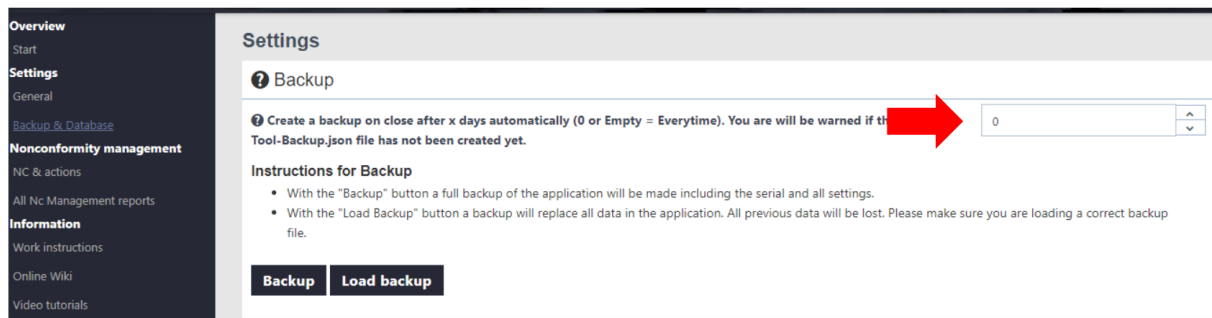 Overview
Start
Settings
General
Backup & Database
Nonconformity management
NC & actions
All Nc Management reports
Information
Work instructions
Online Wiki
Video tutorials
Settings
Backup
Create a backup on close after x days automatically (0 or Empty = Everytime). You are will be warned if
Tool-Backup.json file has not been created yet.
0
Instructions for Backup
• With the "Backup" button a full backup of the application will be made including the serial and all settings.
• With the "Load Backup" button a backup will replace all data in the application. All previous data will be lost. Please make sure you are loading a correct backup
file.
Backup Load backup